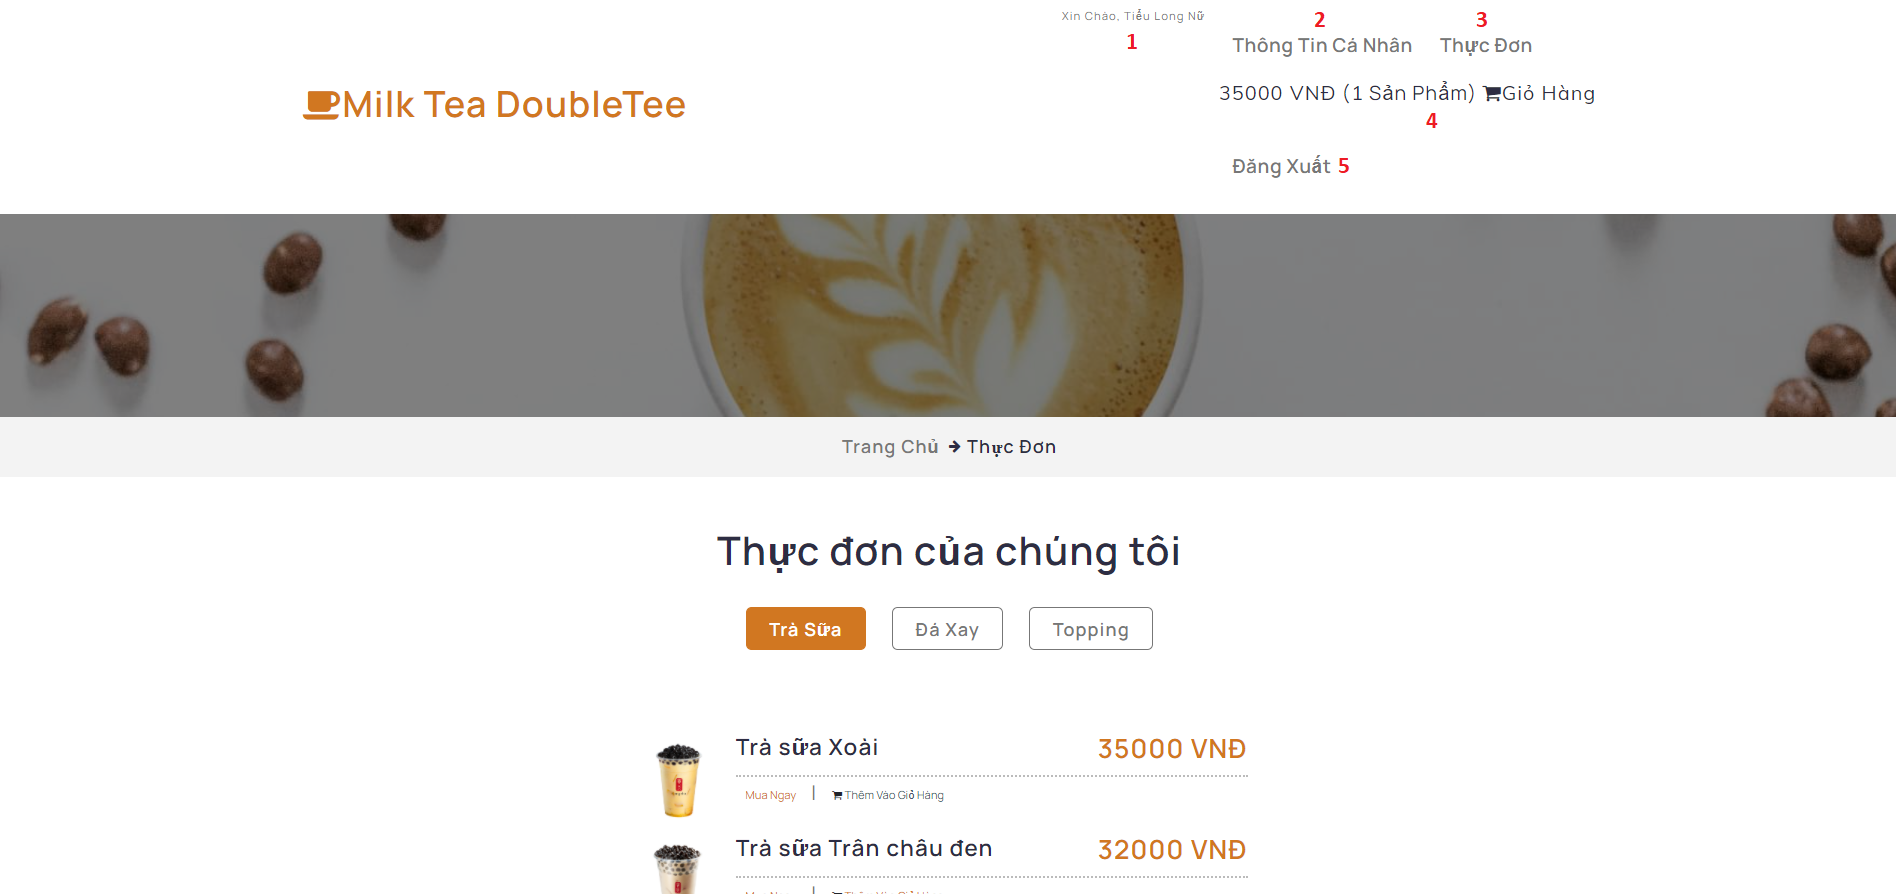 Xin Chào, Tiểu Long Nữ
1
2
3
Thông Tin Cá Nhân
Thực Đơn
Milk Tea DoubleTee
35000 VNĐ (1 Sản Phẩm) Giỏ Hàng
4
Đăng Xuất 5
Trang Chủ → Thực Đơn
Thực đơn của chúng tôi
Trà Sữa
Đá Xay
Topping
Trà sữa Xoài
35000 VNĐ
Mua Ngay | Thêm Vào Giỏ Hàng
Trà sữa Trân châu đen
32000 VNĐ